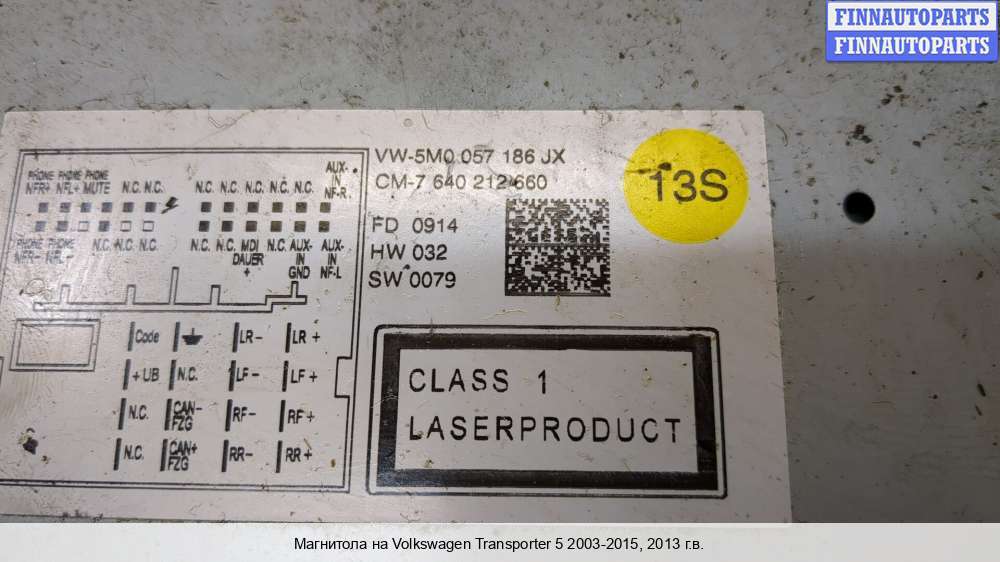 FINNAUTOPARTS
FINNAUTOPARTS
VW-5M0 057 186 JX
CM-7 640 212 660
FD 0914
HW 032
SW 0079
13S
PHONE PHONE PHONE
NFR+ NFL+ MUTE N.C. N.C.
N.C. N.C. N.C. N.C. N.C.
AUX-
IN
NF-R
PHONE PHONE
NFR- NFL-
N.C. N.C. N.C.
N.C. N.C. MDI AUX- AUX-
DAUER IN IN
+ GND NF-L
Code LR- LR +
+UB N.C. LF- LF+
N.C. CAN- RF- RF+
FZG
N.C. CAN+ RR- RR+
FZG
CLASS 1
LASERPRODUCT
Магнитола на Volkswagen Transporter 5 2003-2015, 2013 г.в.